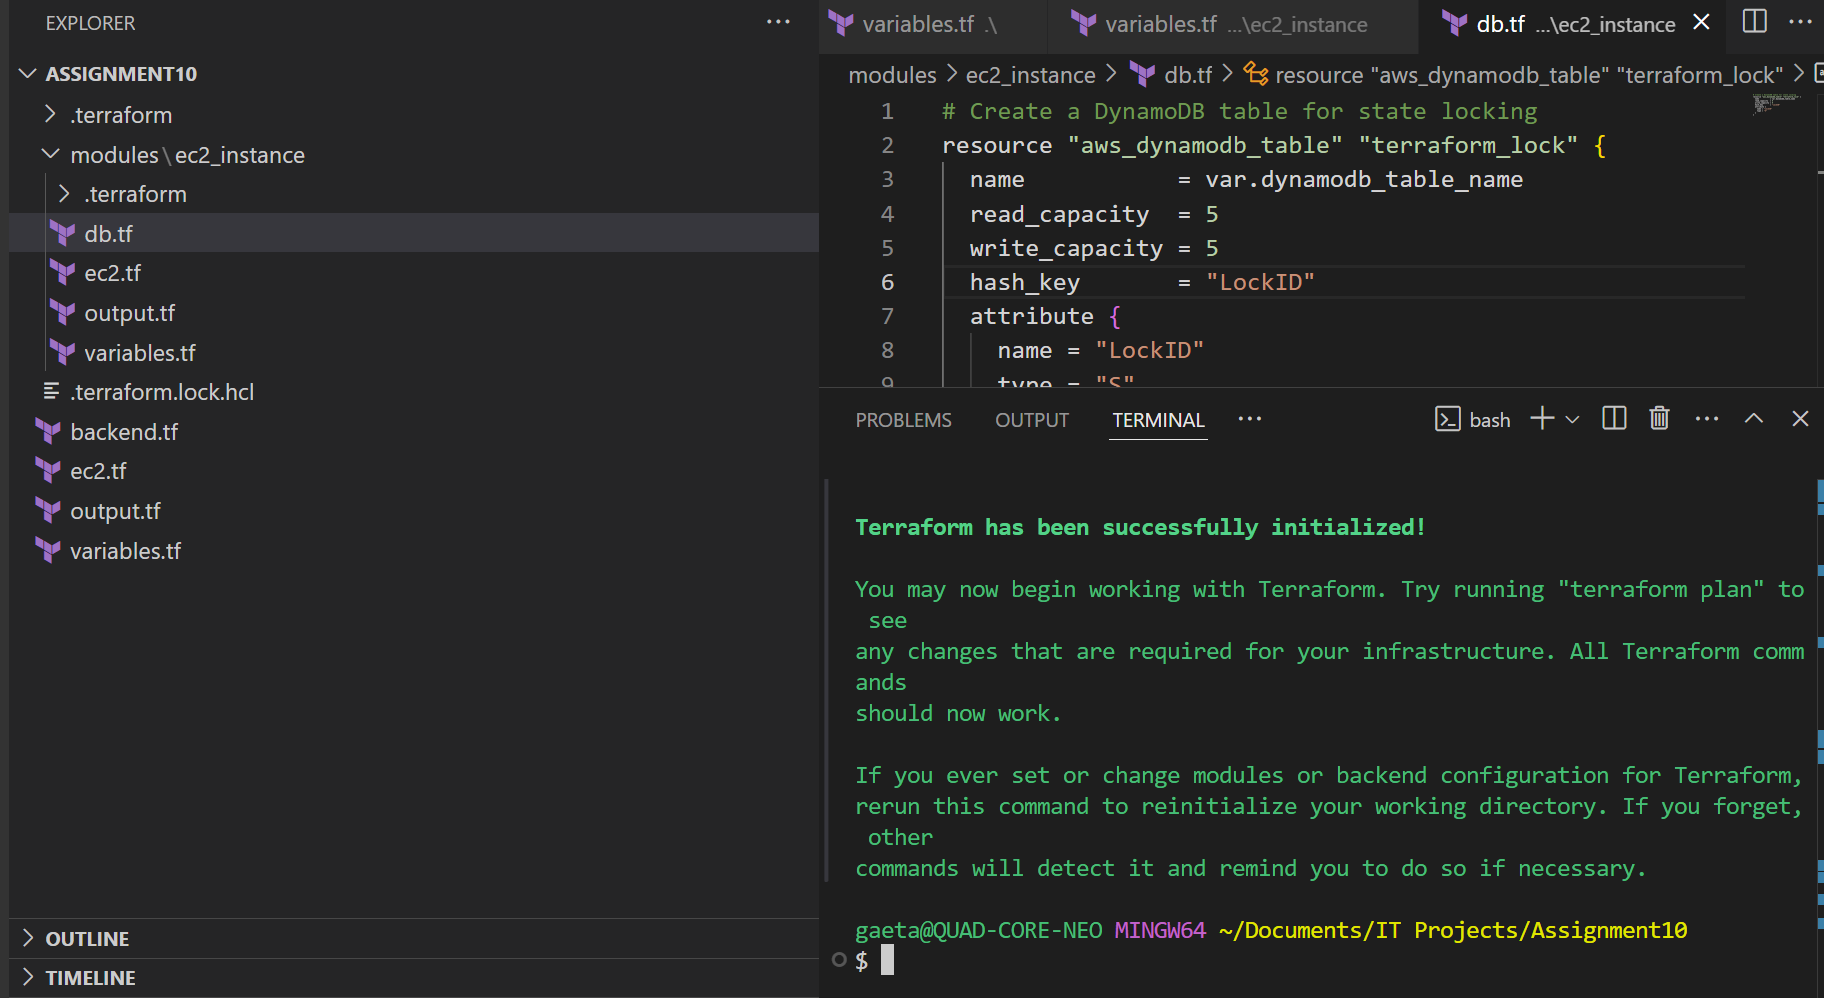 EXPLORER
ASSIGNMENT10
.terraform
modules\ec2_instance
.terraform
db.tf
ec2.tf
output.tf
variables.tf
.terraform.lock.hcl
backend.tf
ec2.tf
output.tf
variables.tf
OUTLINE
TIMELINE
variables.tf .\
variables.tf ...\ec2_instance
db.tf ...\ec2_instance
modules > ec2_instance > db.tf > resource "aws_dynamodb_table" "terraform_lock" >
1 # Create a DynamoDB table for state locking
2 resource "aws_dynamodb_table" "terraform_lock" {
3 name = var.dynamodb_table_name
4 read_capacity = 5
5 write_capacity = 5
6 hash_key = "LockID"
7 attribute {
8 name = "LockID"
9 type = "S"
PROBLEMS OUTPUT TERMINAL
bash
Terraform has been successfully initialized!
You may now begin working with Terraform. Try running "terraform plan" to
see
any changes that are required for your infrastructure. All Terraform comm
ands
should now work.
If you ever set or change modules or backend configuration for Terraform,
rerun this command to reinitialize your working directory. If you forget,
other
commands will detect it and remind you to do so if necessary.
gaeta@QUAD-CORE-NEO MINGW64 ~/Documents/IT Projects/Assignment10
$